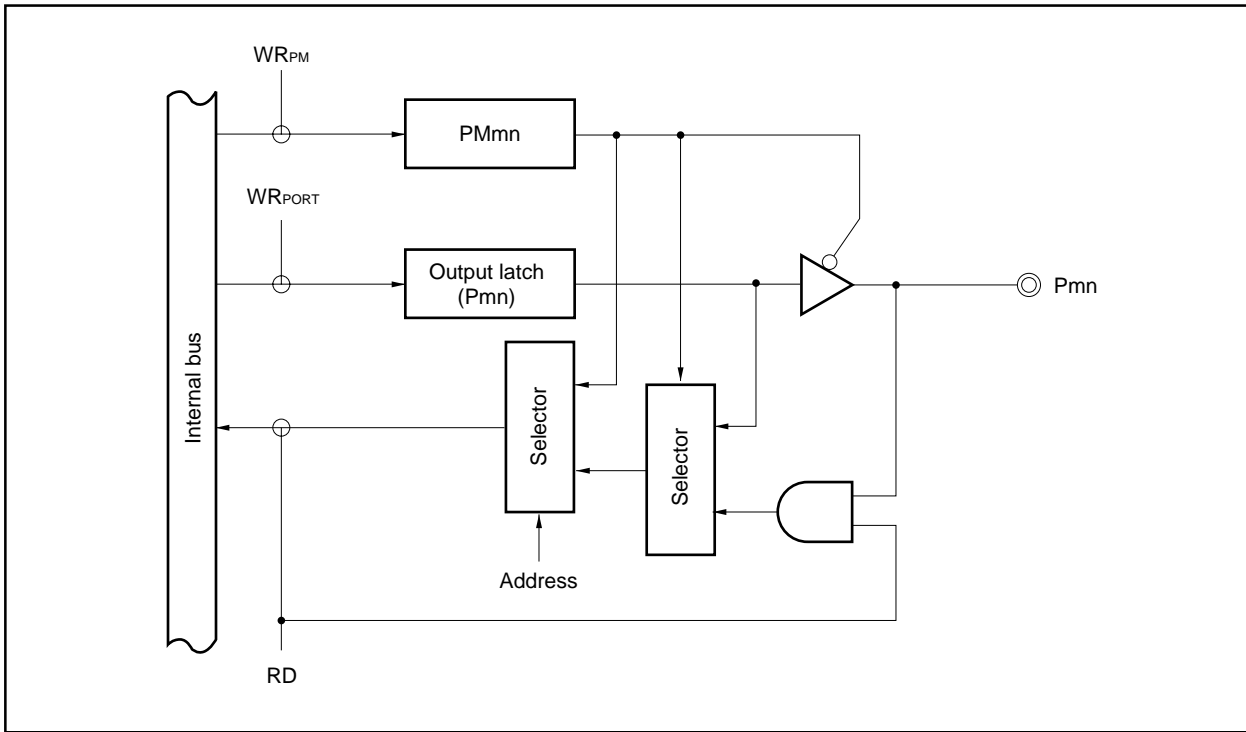 WRPM
PMmn
WRPORT
Output latch
(Pmn)
Pmn
Internal bus
Selector
Selector
Address
RD